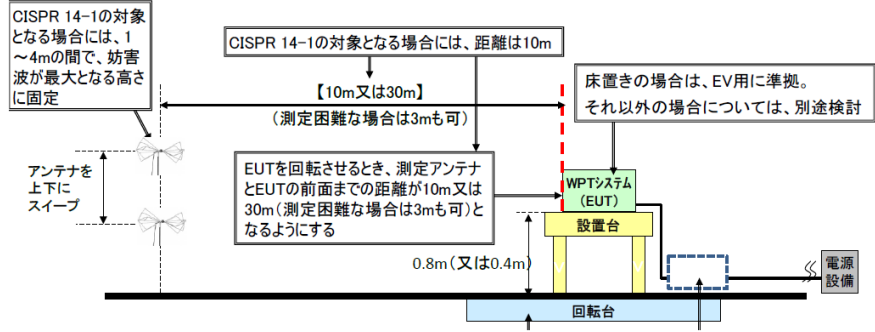 CISPR 14-1の対象
となる場合には、1
～4mの間で、妨害
波が最大となる高さ
に固定
CISPR 14-1の対象となる場合には、距離は10m
【10m又は30m】
（測定困難な場合は3mも可）
床置きの場合は、EV用に準拠。
それ以外の場合については、別途検討
アンテナを
上下に
スイープ
EUTを回転させるとき、測定アンテナ
とEUTの前面までの距離が10m又は
30m（測定困難な場合は3mも可）と
なるようにする
WPTシステム
（EUT）
設置台
0.8m（又は0.4m）
電源
設備
回転台